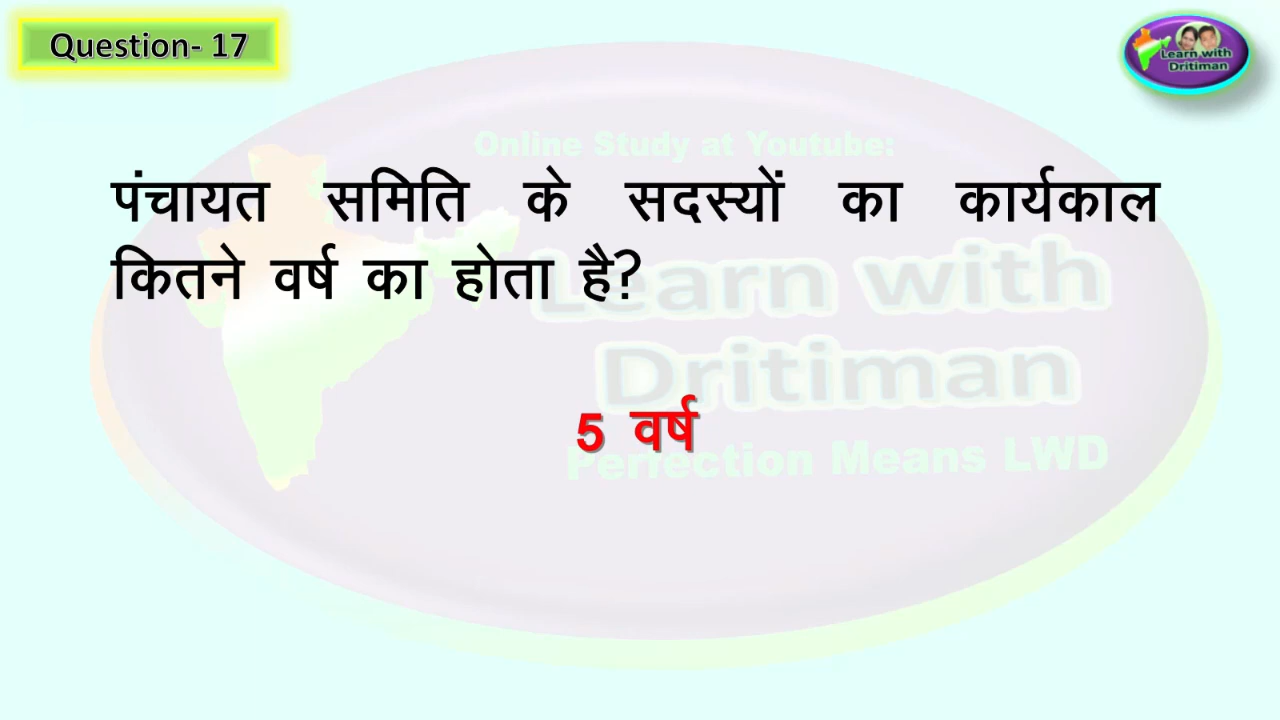 Question- 17
Learn with
Dritiman
Online Study at Youtube:
पंचायत समिति के सदस्यों का कार्यकाल
कितने वर्ष का होता है?
Learn with
Dritiman
5 वर्ष
Perfection Means LWD